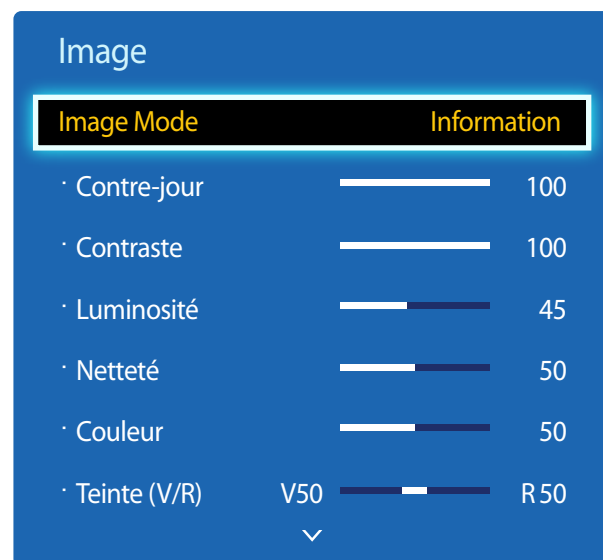 Image
Image Mode Information
· Contre-jour 100
· Contraste 100
· Luminosité 45
· Netteté 50
· Couleur 50
· Teinte (V/R) V50 R50